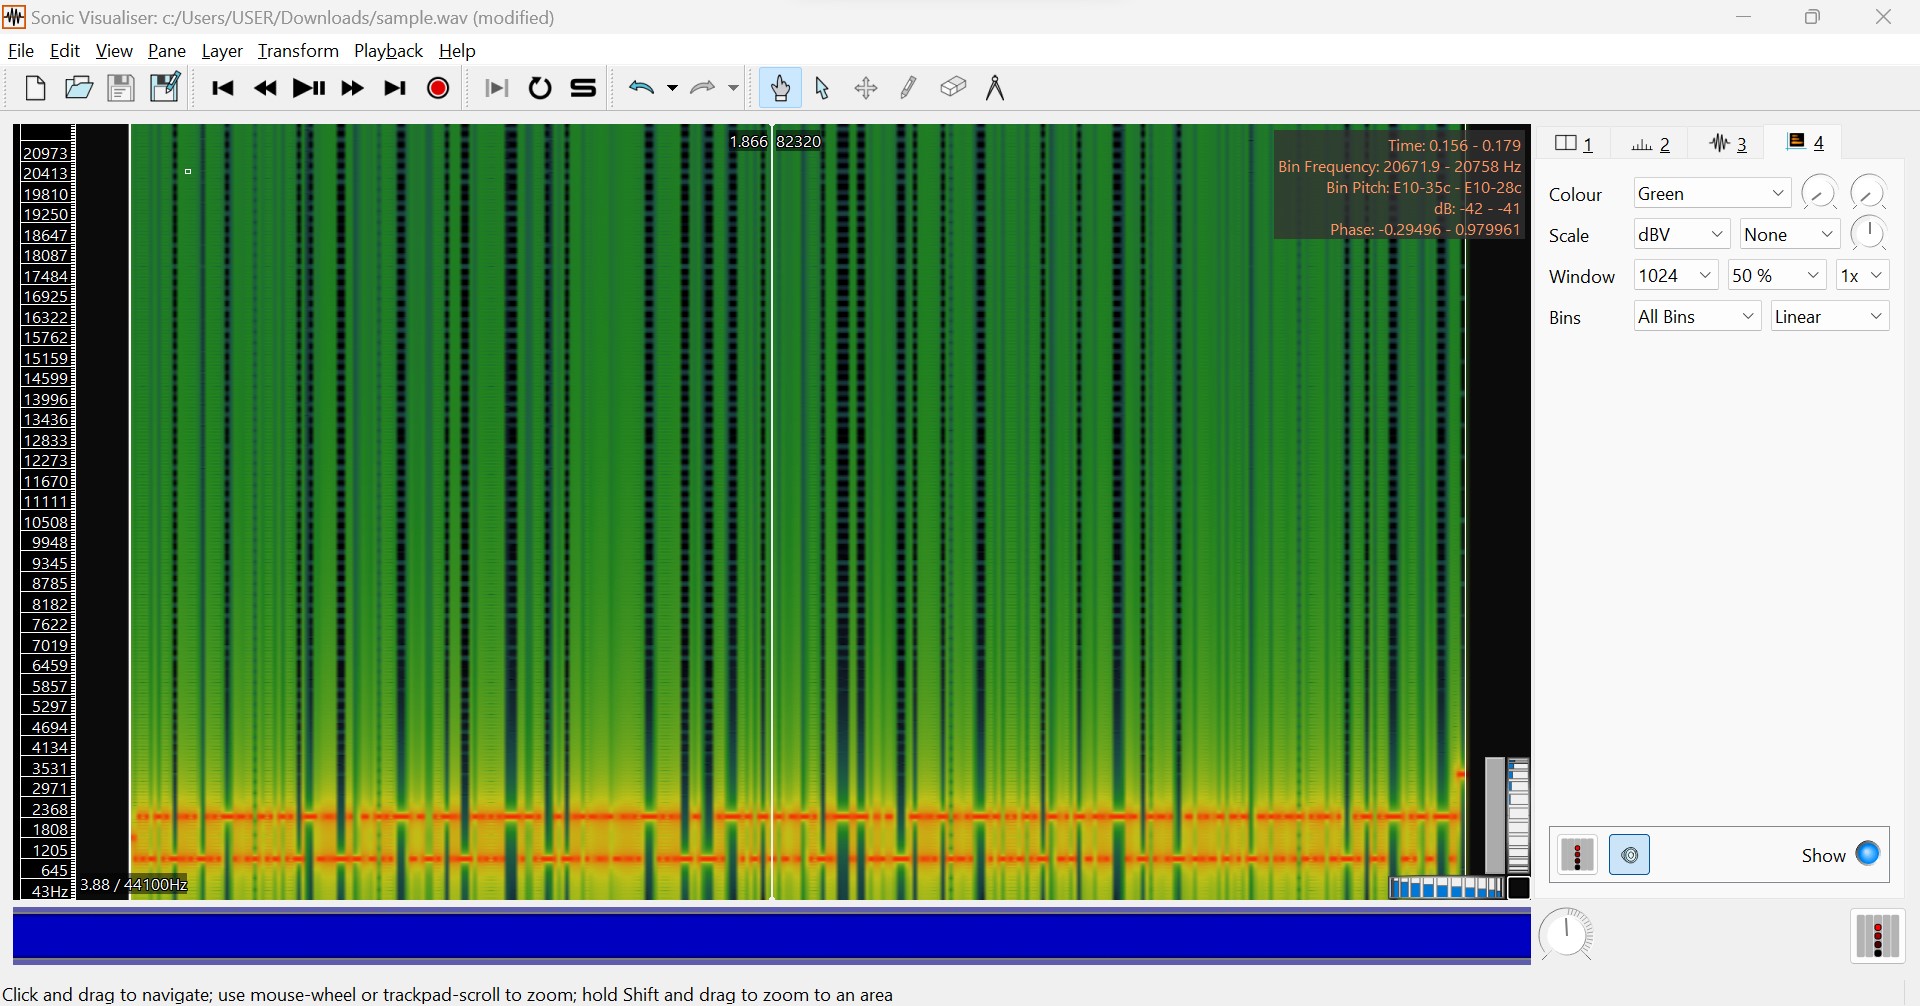 Sonic Visualiser: c:/Users/USER/Downloads/sample.wav (modified)
File Edit View Pane Layer Transform Playback Help
1.866 82320
Time: 0.156 - 0.179
Bin Frequency: 20671.9 - 20758 Hz
Bin Pitch: E10-35c - E10-28c
dB: -42 - -41
Phase: -0.29496 - 0.979961
20973
20413
19810
19250
18647
18087
17484
16925
16322
15762
15159
14599
13996
13436
12833
12273
11670
11111
10508
9948
9345
8785
8182
7622
7019
6459
5857
5297
4694
4134
3531
2971
2368
1808
1205
645
43Hz
3.88 / 44100Hz
1 2 3 4
Colour Green
Scale dBV None
Window 1024 50 % 1x
Bins All Bins Linear
Show
Click and drag to navigate; use mouse-wheel or trackpad-scroll to zoom; hold Shift and drag to zoom to an area